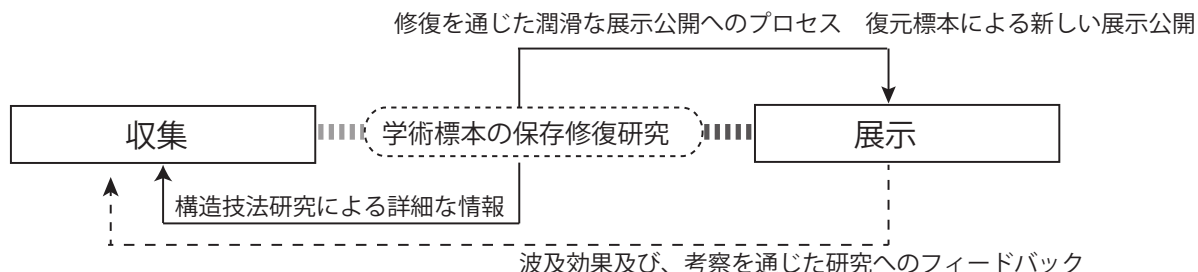 修復を通じた潤滑な展示公開へのプロセス　復元標本による新しい展示公開
収集
学術標本の保存修復研究
展示
構造技法研究による詳細な情報
波及効果及び、考察を通じた研究へのフィードバック